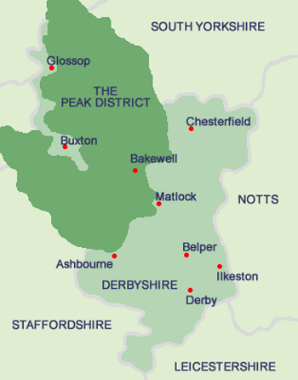 SOUTH YORKSHIRE
Glossop
THE
PEAK DISTRICT
Chesterfield
Buxton
Bakewell
Matlock
NOTTS
Belper
Ashbourne
Ilkeston
DERBYSHIRE
Derby
STAFFORDSHIRE
LEICESTERSHIRE